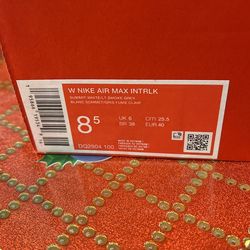 W NIKE AIR MAX INTRLK
SUMMIT WHITE/LT SMOKE GREY
BLANC SOMMET/GRIS FUMÉE CLAIR
8.5
UK 6
CM 25.5
BR 38
EUR 40
DQ2904 100